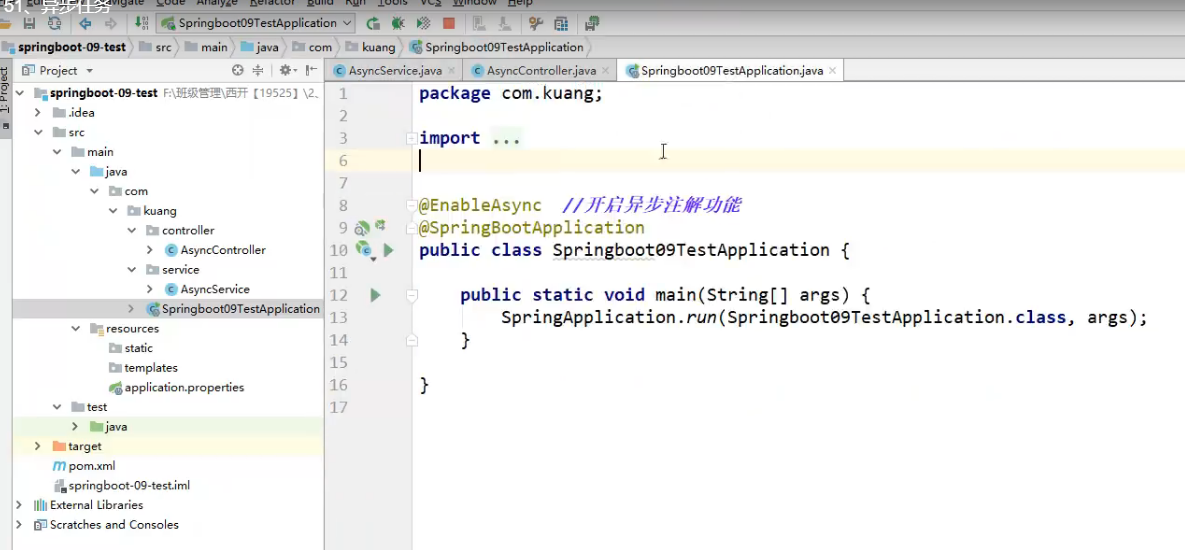 51、异步任务
Navigate Code Analyze Refactor Build Run Tools VCS Window Help
Springboot09TestApplication
springboot-09-test src main java com kuang Springboot09TestApplication
1: Project
Project
AsyncService.java AsyncController.java Springboot09TestApplication.java
springboot-09-test F:\班级管理\西开【19525】\2、
.idea
src
main
java
com
kuang
controller
AsyncController
service
AsyncService
Springboot09TestApplication
resources
static
templates
application.properties
test
java
target
pom.xml
springboot-09-test.iml
External Libraries
Scratches and Consoles
1 package com.kuang;
2
3 import ...
6
7
8 @EnableAsync //开启异步注解功能
9 @SpringBootApplication
10 public class Springboot09TestApplication {
11
12 public static void main(String[] args) {
13 SpringApplication.run(Springboot09TestApplication.class, args);
14 }
15
16 }
17